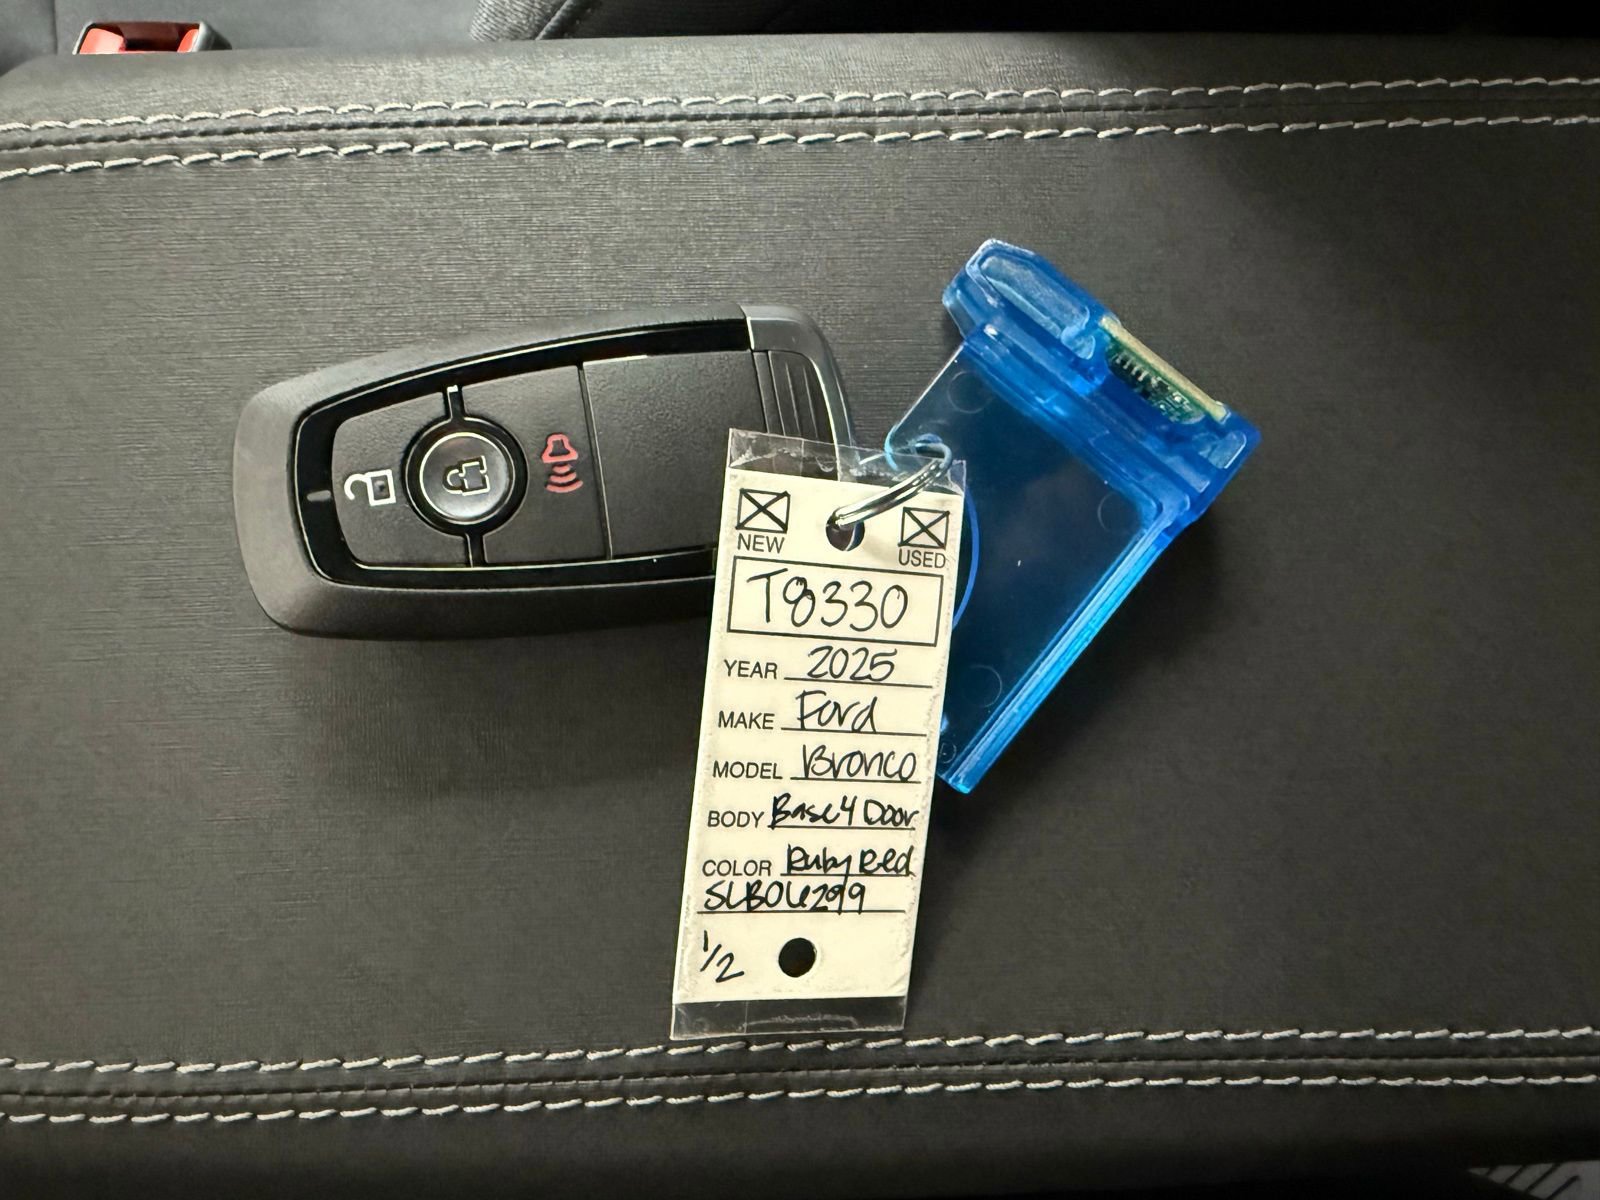 NEW USED
T8330
YEAR 2025
MAKE Ford
MODEL Bronco
BODY Base 4 Door
COLOR Ruby Red
SLB06299
1/2